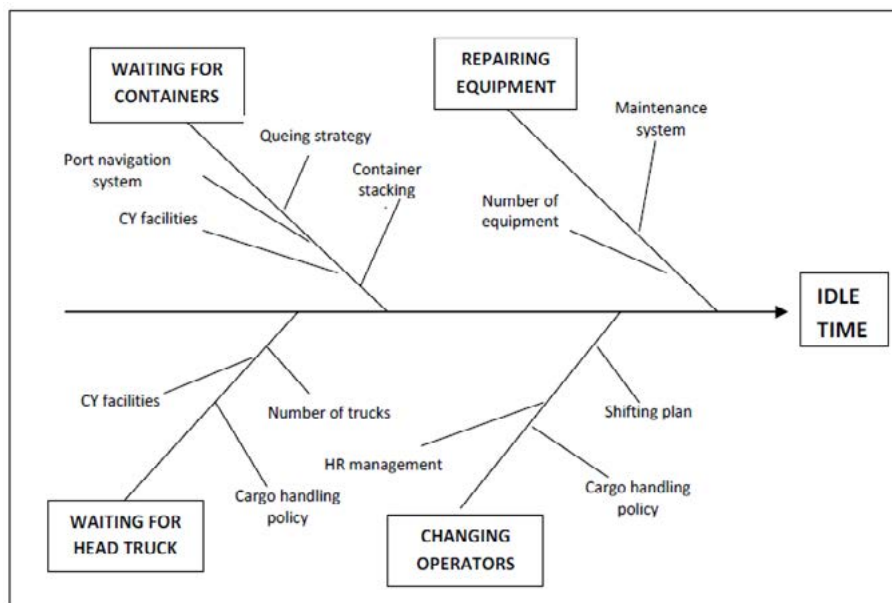 WAITING FOR
CONTAINERS
REPAIRING
EQUIPMENT
Queing strategy
Port navigation
system
CY facilities
Container
stacking
Maintenance
system
Number of
equipment
IDLE
TIME
CY facilities
Number of trucks
Cargo handling
policy
WAITING FOR
HEAD TRUCK
Shifting plan
HR management
Cargo handling
policy
CHANGING
OPERATORS